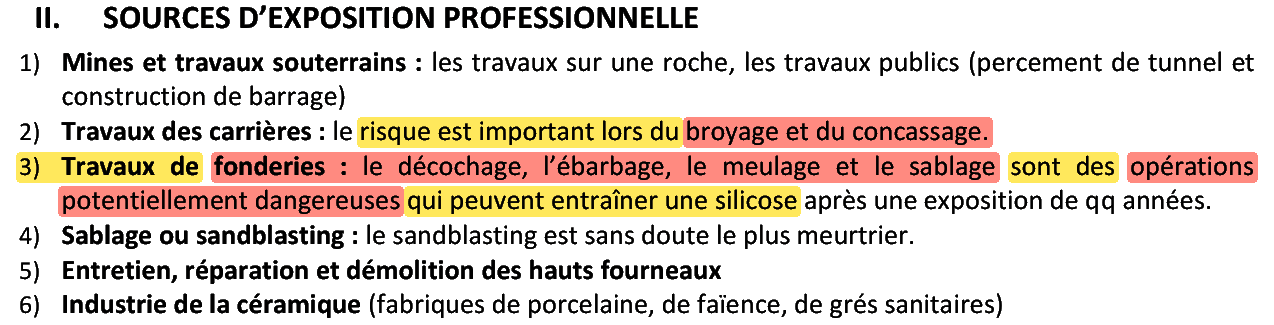 II. SOURCES D’EXPOSITION PROFESSIONNELLE
1) Mines et travaux souterrains : les travaux sur une roche, les travaux publics (percement de tunnel et
construction de barrage)
2) Travaux des carrières : le risque est important lors du broyage et du concassage.
3) Travaux de fonderies : le décochage, l’ébarbage, le meulage et le sablage sont des opérations
potentiellement dangereuses qui peuvent entraîner une silicose après une exposition de qq années.
4) Sablage ou sandblasting : le sandblasting est sans doute le plus meurtrier.
5) Entretien, réparation et démolition des hauts fourneaux
6) Industrie de la céramique (fabriques de porcelaine, de faïence, de grés sanitaires)